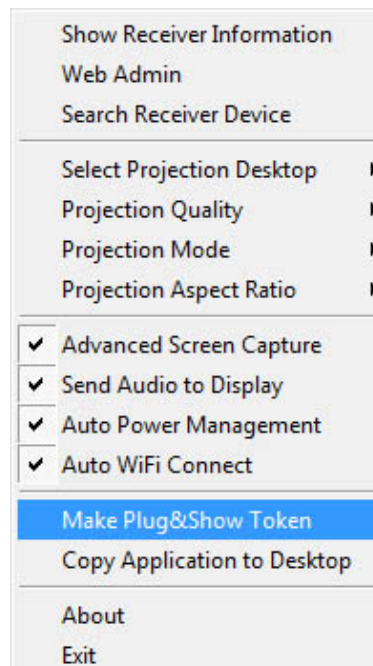 Show Receiver Information
Web Admin
Search Receiver Device
Select Projection Desktop
Projection Quality
Projection Mode
Projection Aspect Ratio
Advanced Screen Capture
Send Audio to Display
Auto Power Management
Auto WiFi Connect
Make Plug&Show Token
Copy Application to Desktop
About
Exit